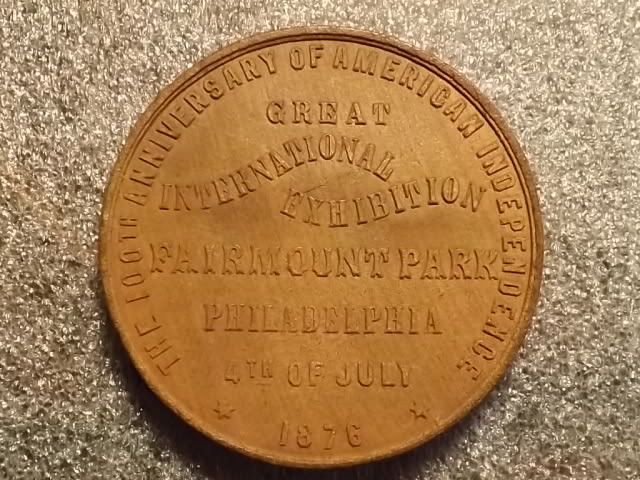 THE 100TH ANNIVERSARY OF AMERICAN INDEPENDENCE
GREAT
INTERNATIONAL
EXHIBITION
FAIRMOUNT PARK
PHILADELPHIA
4TH OF JULY
1876